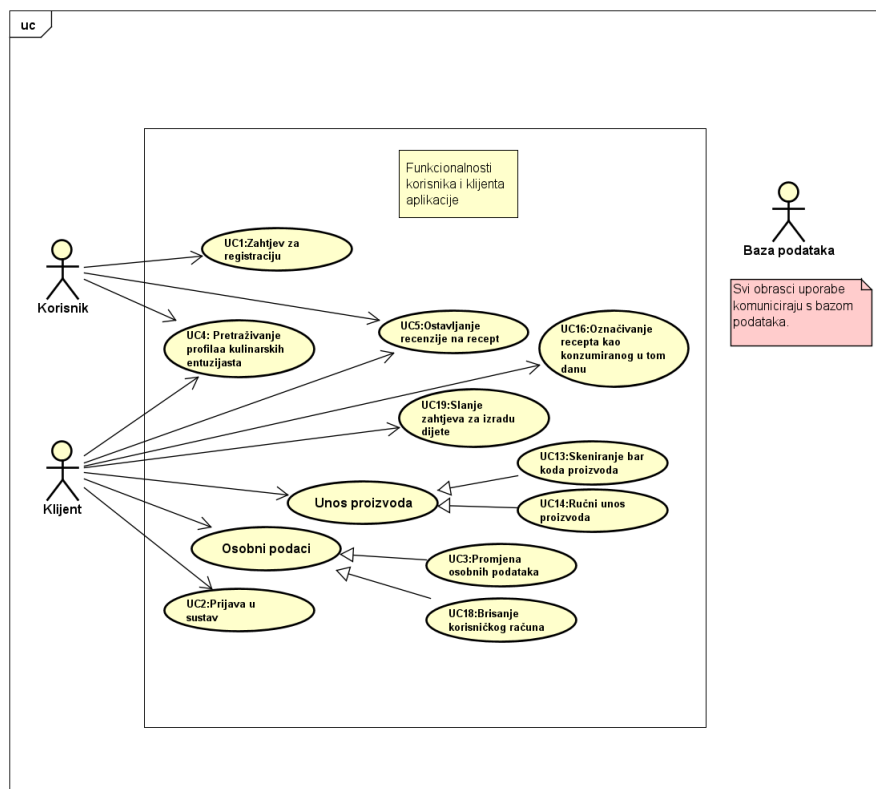 uc
Funkcionalnosti
korisnika i klijenta
aplikacije
Baza podataka
Svi obrasci uporabe
komuniciraju s bazom
podataka.
Korisnik
UC1:Zahtjev za
registraciju
UC4: Pretraživanje
profilaa kulinarskih
entuzijasta
UC5:Ostavljanje
recenzije na recept
UC16:Označivanje
recepta kao
konzumiranog u tom
danu
UC19:Slanje
zahtjeva za izradu
dijete
Klijent
UC13:Skeniranje bar
koda proizvoda
Unos proizvoda
UC14:Ručni unos
proizvoda
Osobni podaci
UC3:Promjena
osobnih podataka
UC2:Prijava u
sustav
UC18:Brisanje
korisničkog računa